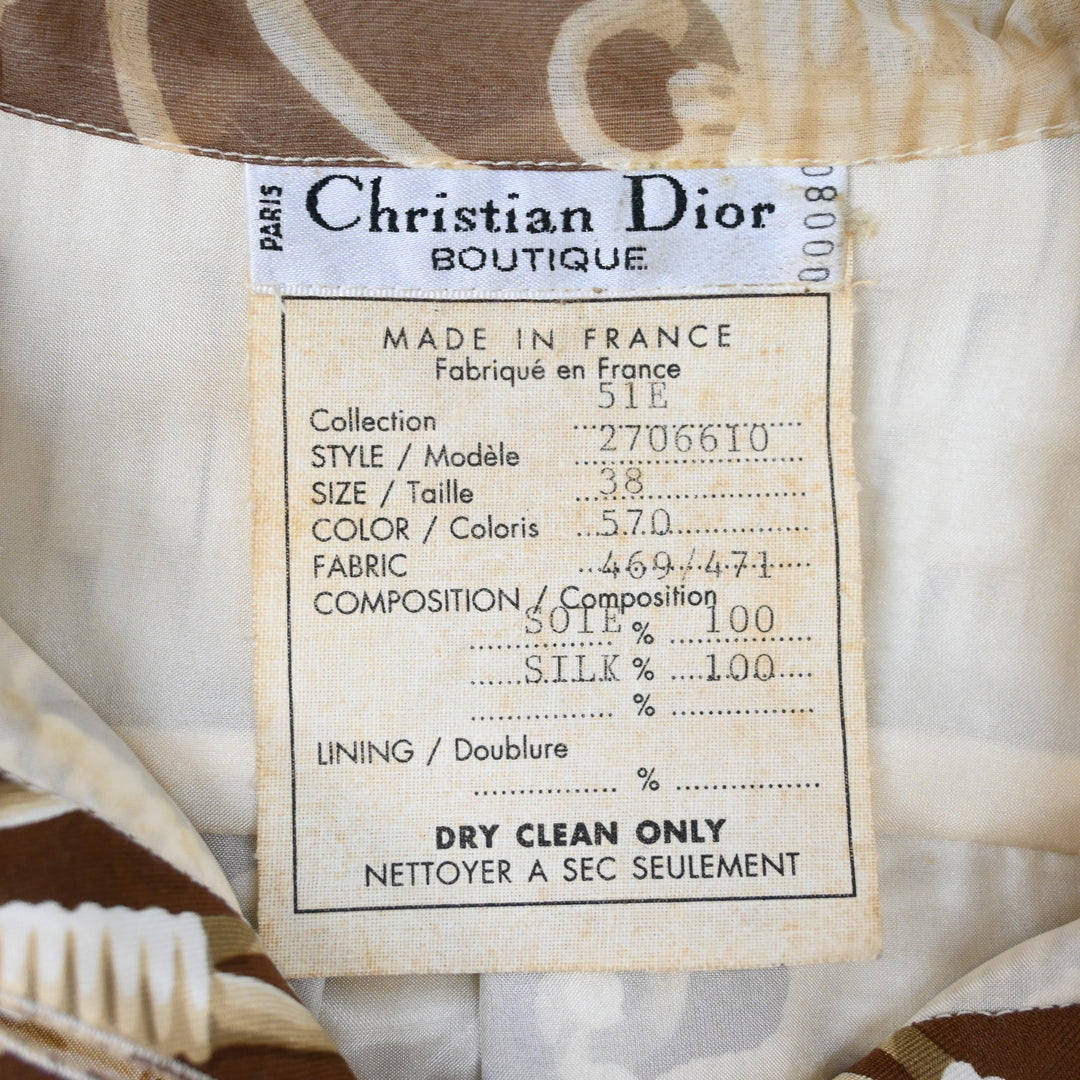 PARIS
Christian Dior
BOUTIQUE
MADE IN FRANCE
Fabriqué en France
Collection 51E
STYLE / Modèle 2706610
SIZE / Taille 38
COLOR / Coloris 570
FABRIC 469/471
COMPOSITION / Composition
SOIE % 100
SILK % 100
%
LINING / Doublure
%
DRY CLEAN ONLY
NETTOYER A SEC SEULEMENT